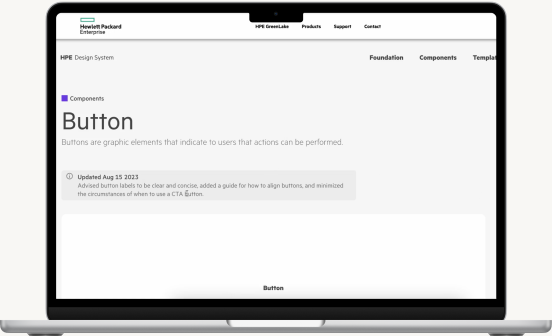 Hewlett Packard
Enterprise
HPE GreenLake Products Support Contact
HPE Design System
Foundation Components Templat
Components
Button
Buttons are graphic elements that indicate to users that actions can be performed.
Updated Aug 15 2023
Advised button labels to be clear and concise, added a guide for how to align buttons, and minimized
the circumstances of when to use a CTA Button.
Button